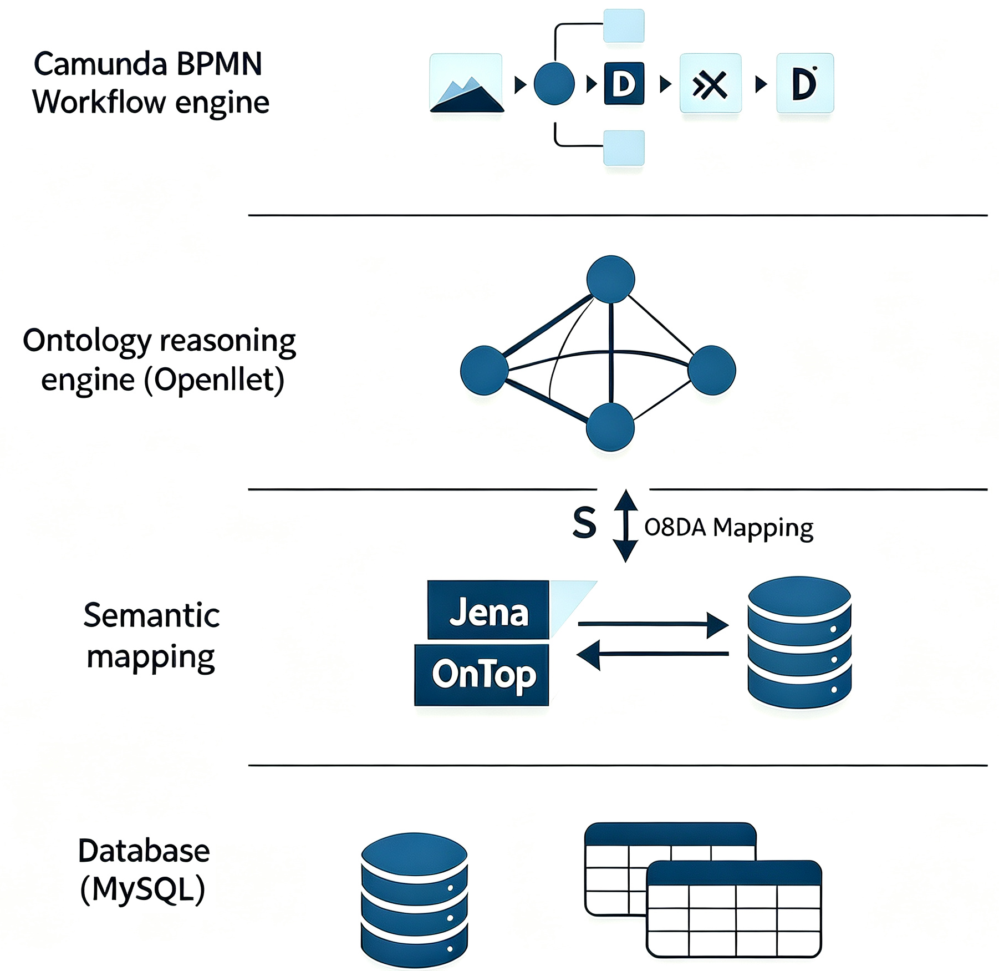 Camunda BPMN
Workflow engine
D
D
Ontology reasoning
engine (Openllet)
S
O8DA Mapping
Jena
OnTop
Semantic
mapping
Database
(MySQL)